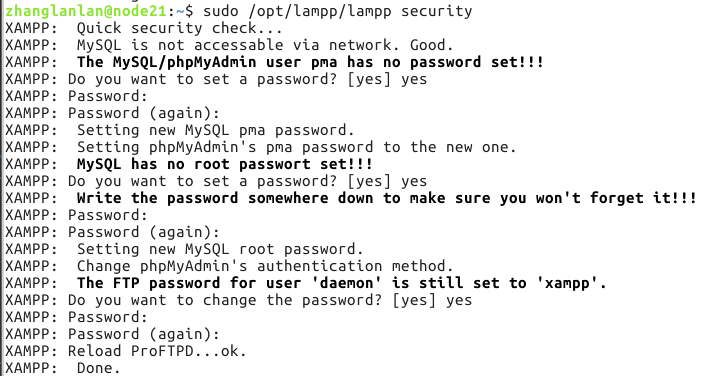 zhanglanlan@node21:~$ sudo /opt/lampp/lampp security
XAMPP:  Quick security check...
XAMPP:  MySQL is not accessable via network. Good.
XAMPP:  The MySQL/phpMyAdmin user pma has no password set!!!
XAMPP: Do you want to set a password? [yes] yes
XAMPP: Password:
XAMPP: Password (again):
XAMPP:  Setting new MySQL pma password.
XAMPP:  Setting phpMyAdmin's pma password to the new one.
XAMPP:  MySQL has no root passwort set!!!
XAMPP: Do you want to set a password? [yes] yes
XAMPP:  Write the password somewhere down to make sure you won't forget it!!!
XAMPP: Password:
XAMPP: Password (again):
XAMPP:  Setting new MySQL root password.
XAMPP:  Change phpMyAdmin's authentication method.
XAMPP:  The FTP password for user 'daemon' is still set to 'xampp'.
XAMPP: Do you want to change the password? [yes] yes
XAMPP: Password:
XAMPP: Password (again):
XAMPP: Reload ProFTPD...ok.
XAMPP:  Done.